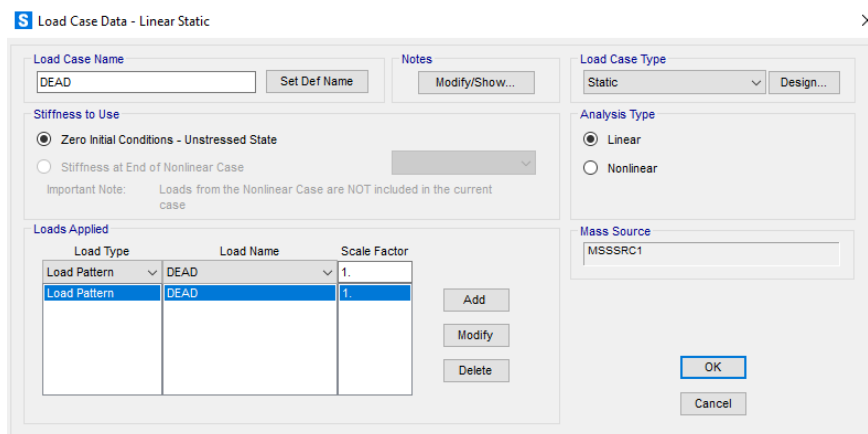 S Load Case Data - Linear Static
Load Case Name
DEAD
Set Def Name
Notes
Modify/Show...
Load Case Type
Static
Design...
Stiffness to Use
Zero Initial Conditions - Unstressed State
Stiffness at End of Nonlinear Case
Important Note: Loads from the Nonlinear Case are NOT included in the current
case
Analysis Type
Linear
Nonlinear
Loads Applied
Load Type Load Name Scale Factor
Load Pattern DEAD 1.
Load Pattern DEAD 1.
Add
Modify
Delete
Mass Source
MSSSRC1
OK
Cancel